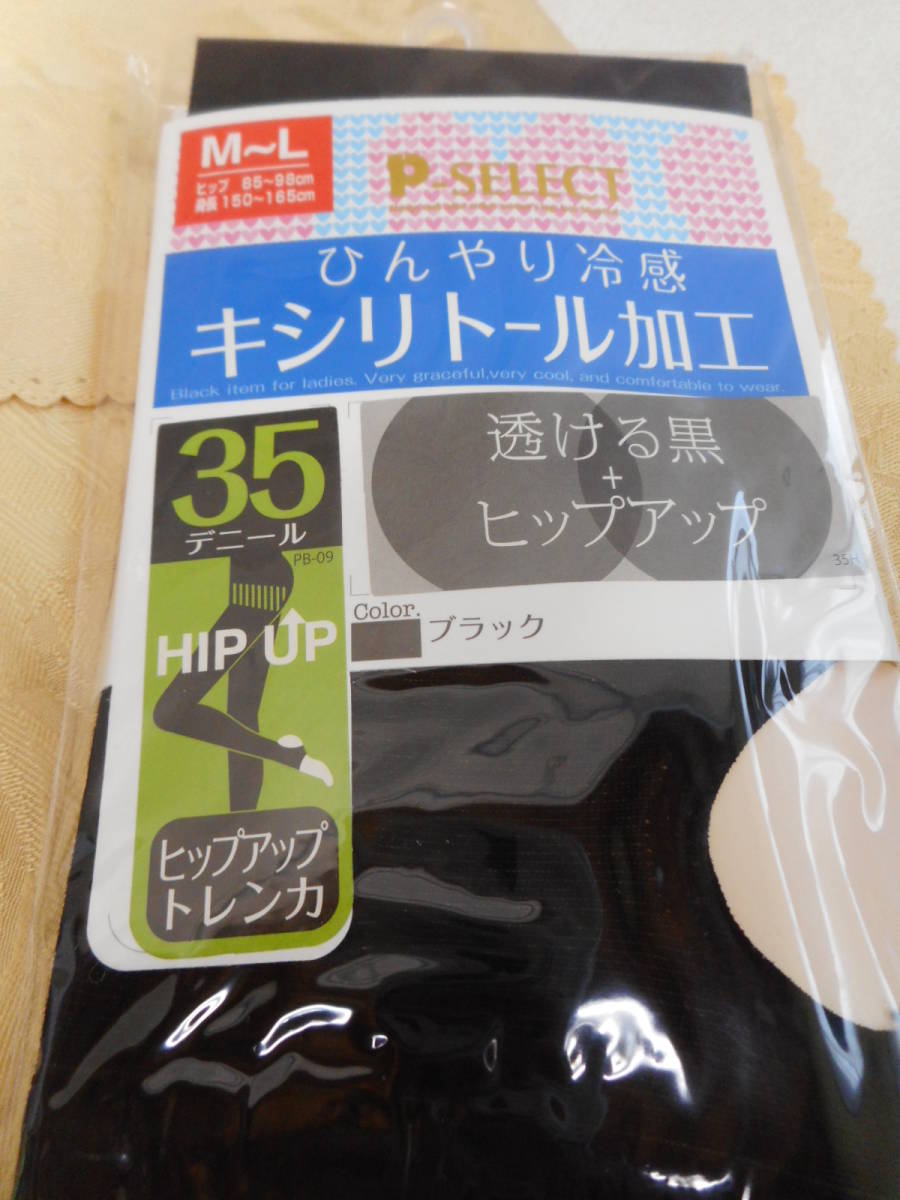 M~L
ヒップ 85~98cm
身長150~165cm
P-SELECT
ひんやり冷感
キシリトール加工
Black item for ladies. Very graceful,very cool, and comfortable to wear.
35
デニール
PB-09
HIP UP
ヒップアップ
トレンカ
透ける黒
+
ヒップアップ
Color.
ブラック